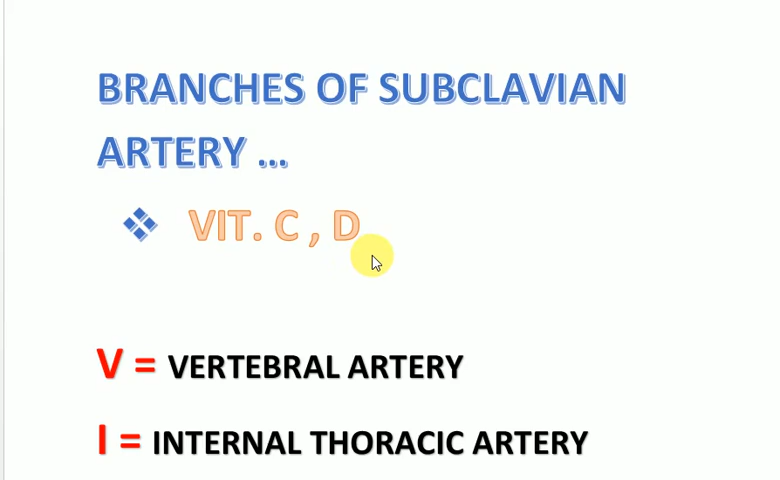 BRANCHES OF SUBCLAVIAN
ARTERY ...
VIT. C , D
V = VERTEBRAL ARTERY
I = INTERNAL THORACIC ARTERY